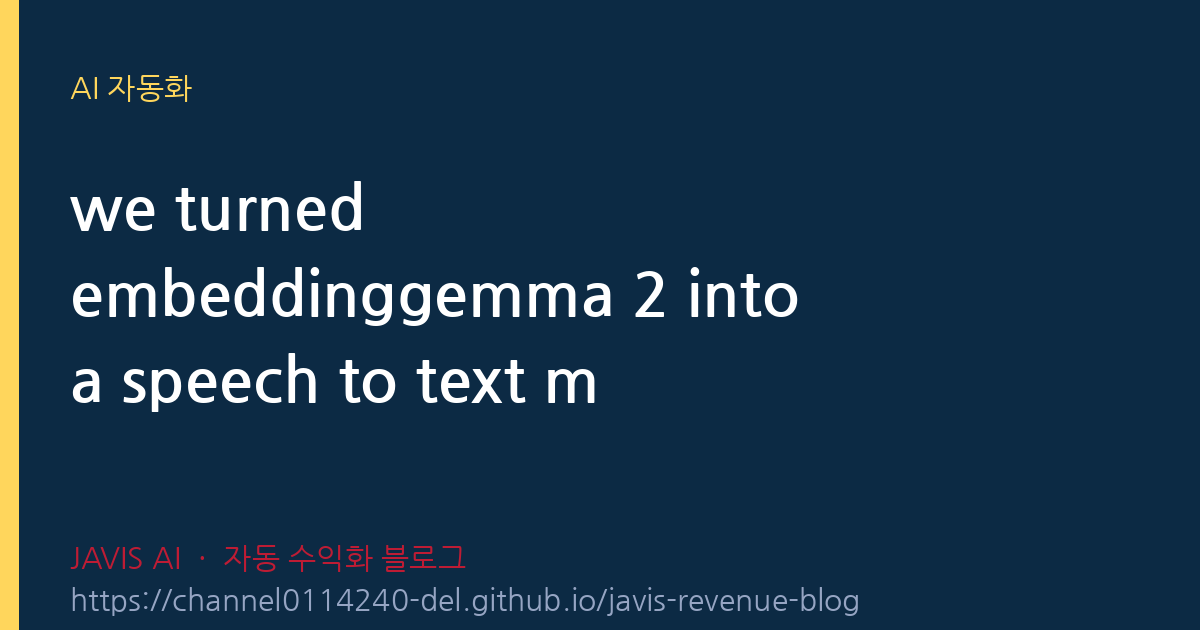 AI 자동화
we turned
embeddinggemma 2 into
a speech to text m
JAVIS AI · 자동 수익화 블로그
https://channel0114240-del.github.io/javis-revenue-blog